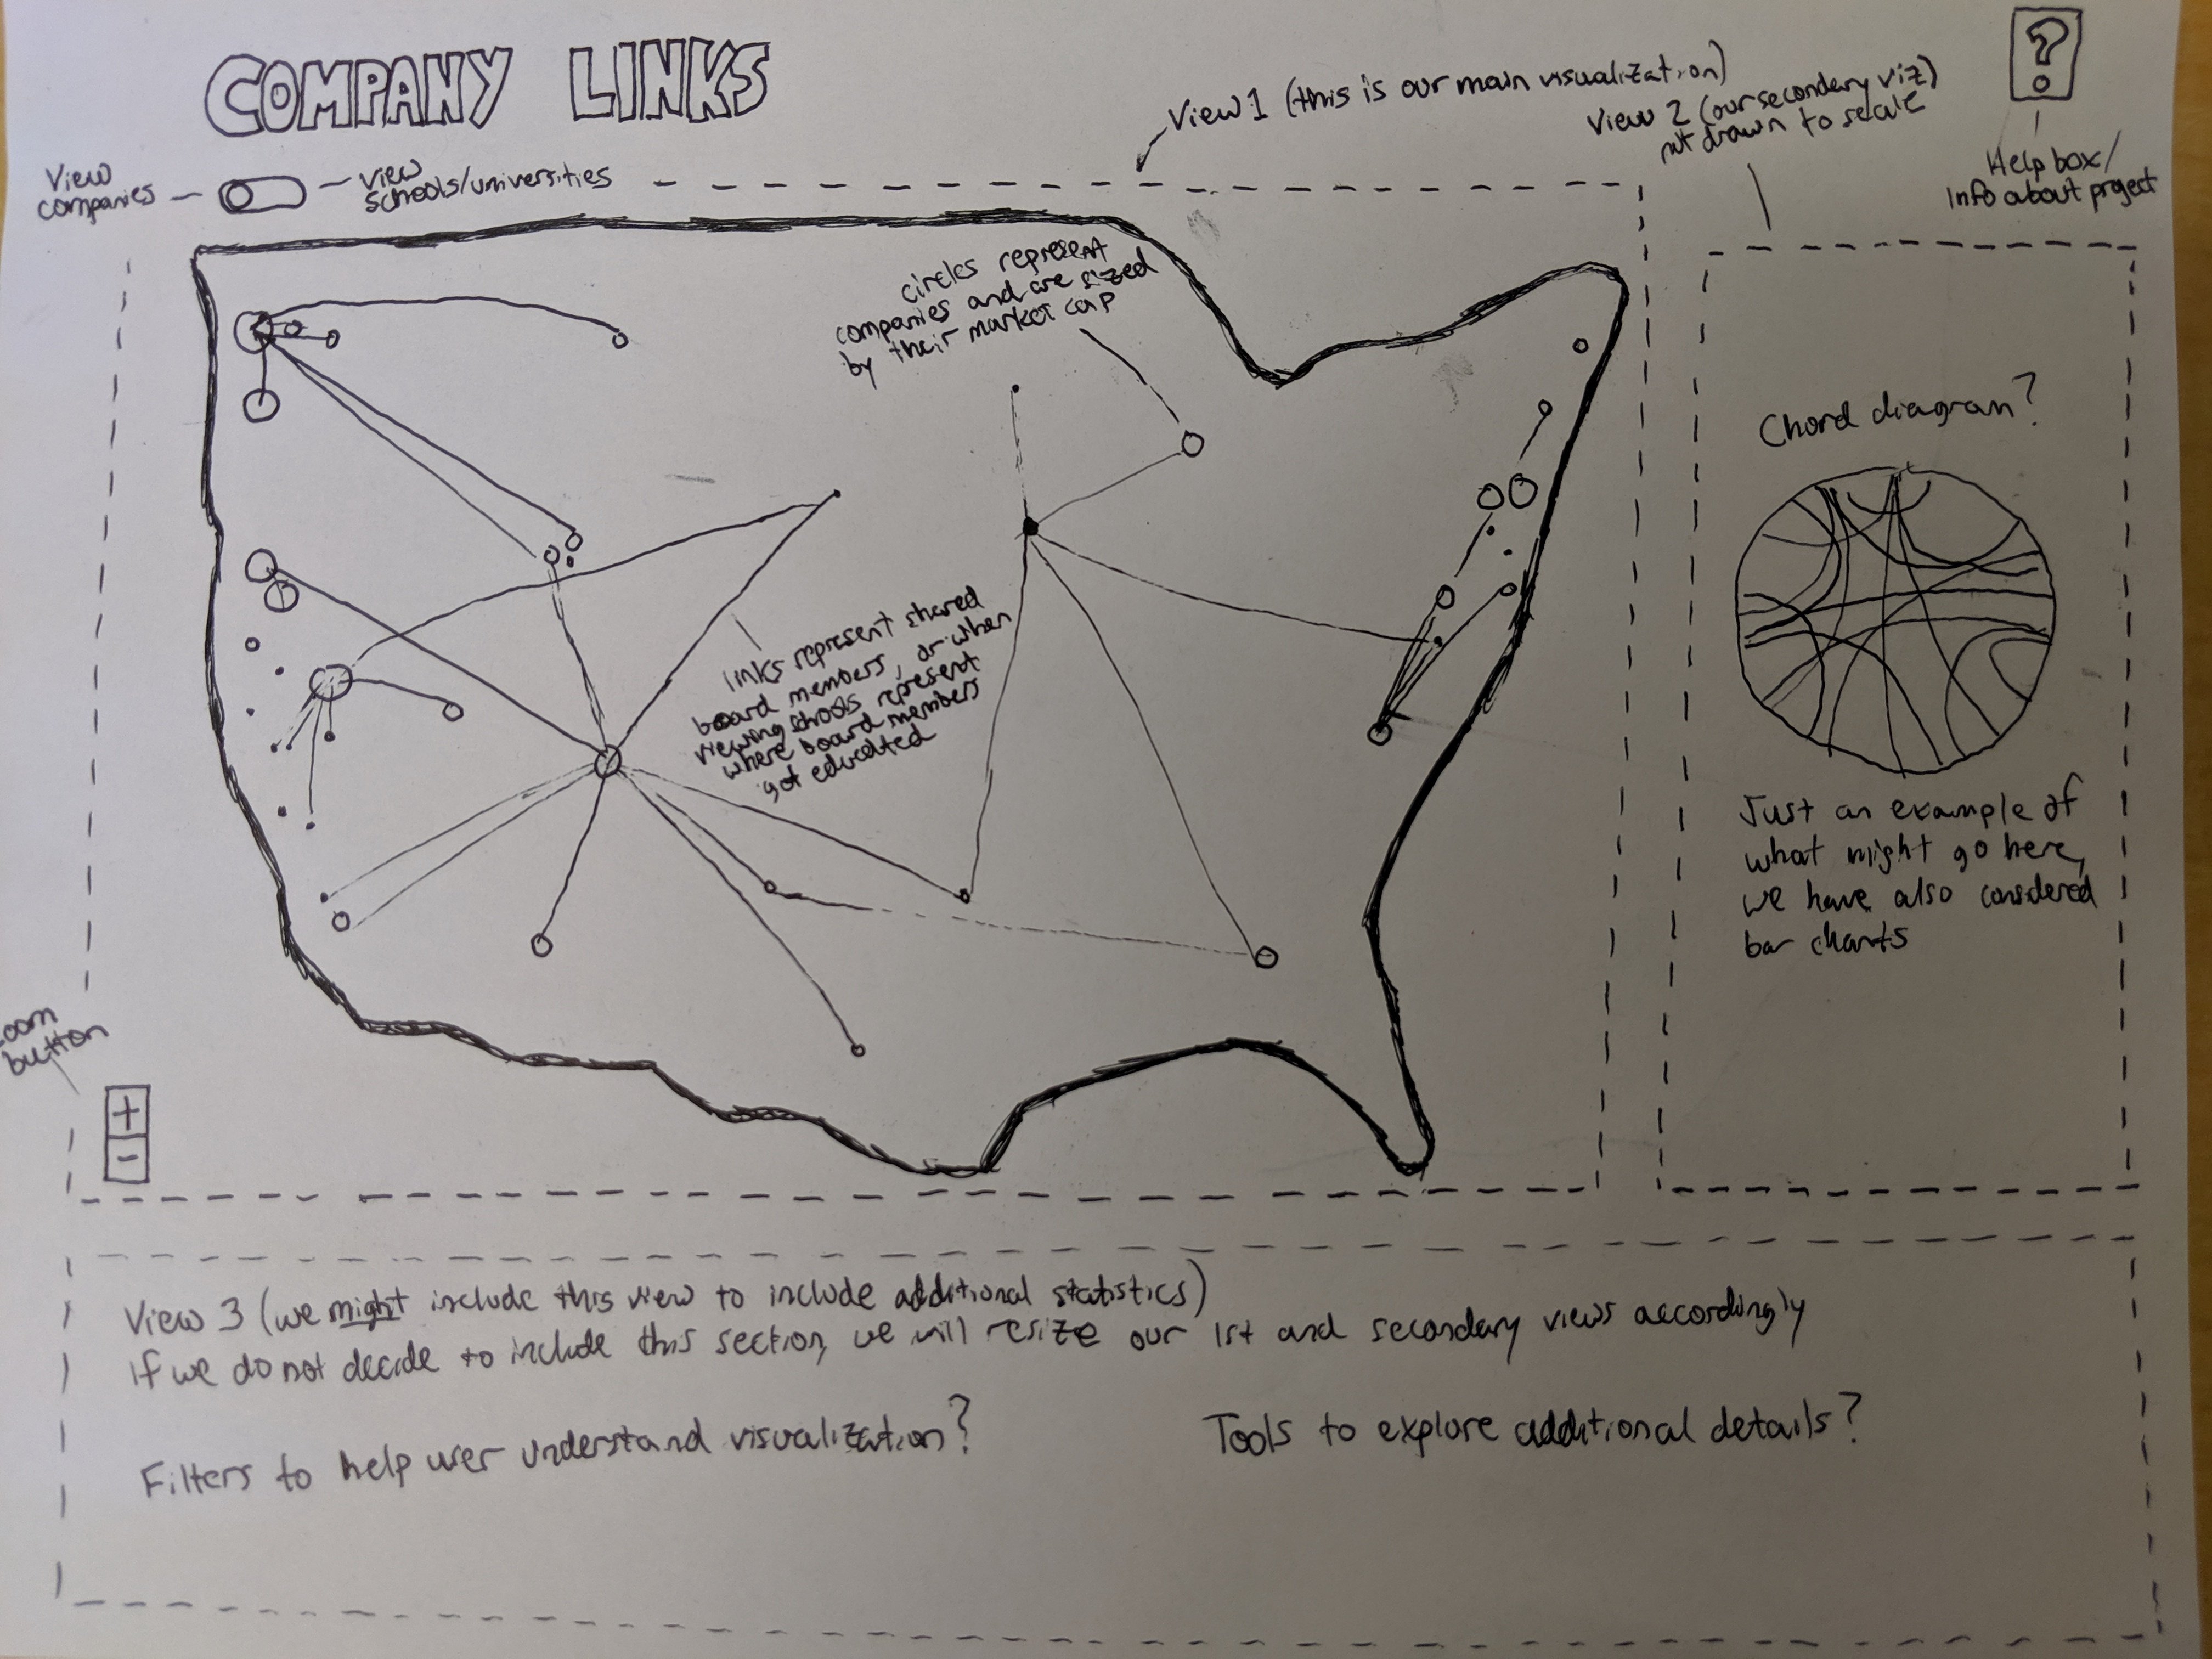 COMPANY LINKS
?
Help box/
Info about project
View
companies
view
schools/universities
View 1 (this is our main visualization)
View 2 (our secondary viz)
not drawn to scale
circles represent
companies and are sized
by their market cap
links represent shared
board members, or when
viewing schools represent
where board members
got educated
button
+
-
Chord diagram?
Just an example of
what might go here,
we have also considered
bar charts
View 3 (we might include this view to include additional statistics)
If we do not decide to include this section, we will resize our 1st and secondary views accordingly
Filters to help user understand visualization?
Tools to explore additional details?